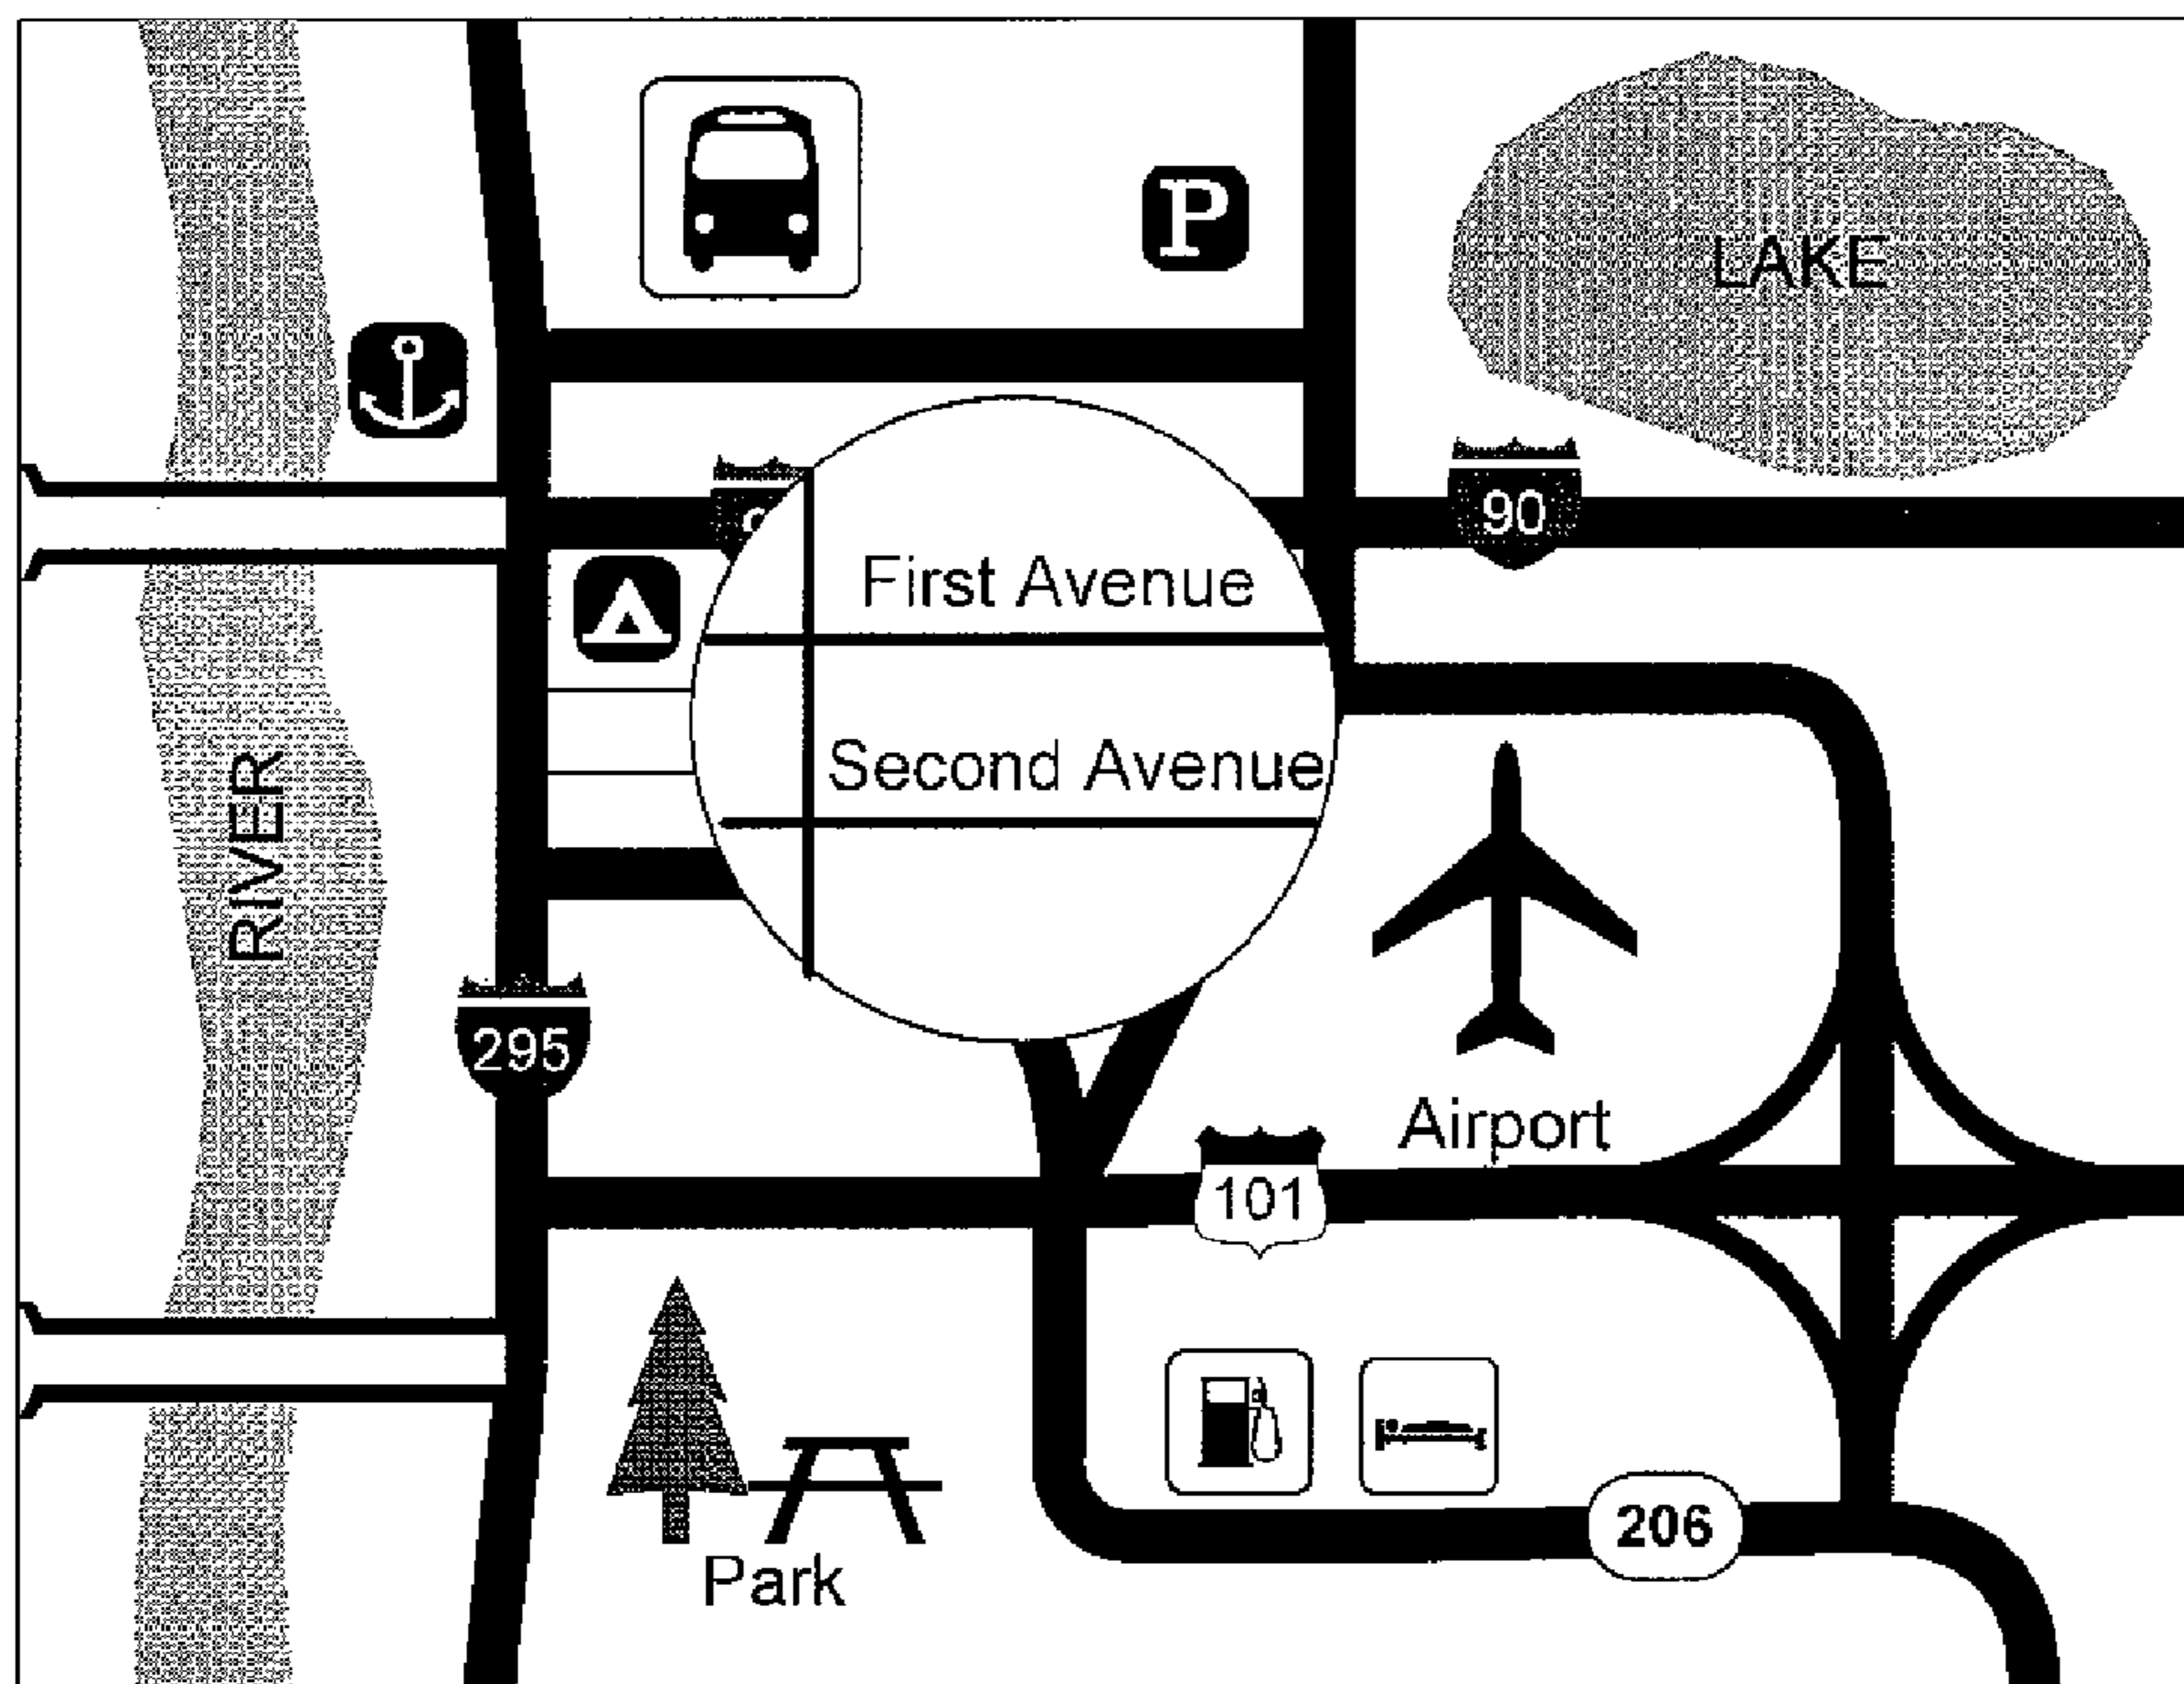 P
LAKE
90
First Avenue
Second Avenue
RIVER
295
Airport
101
206
Park